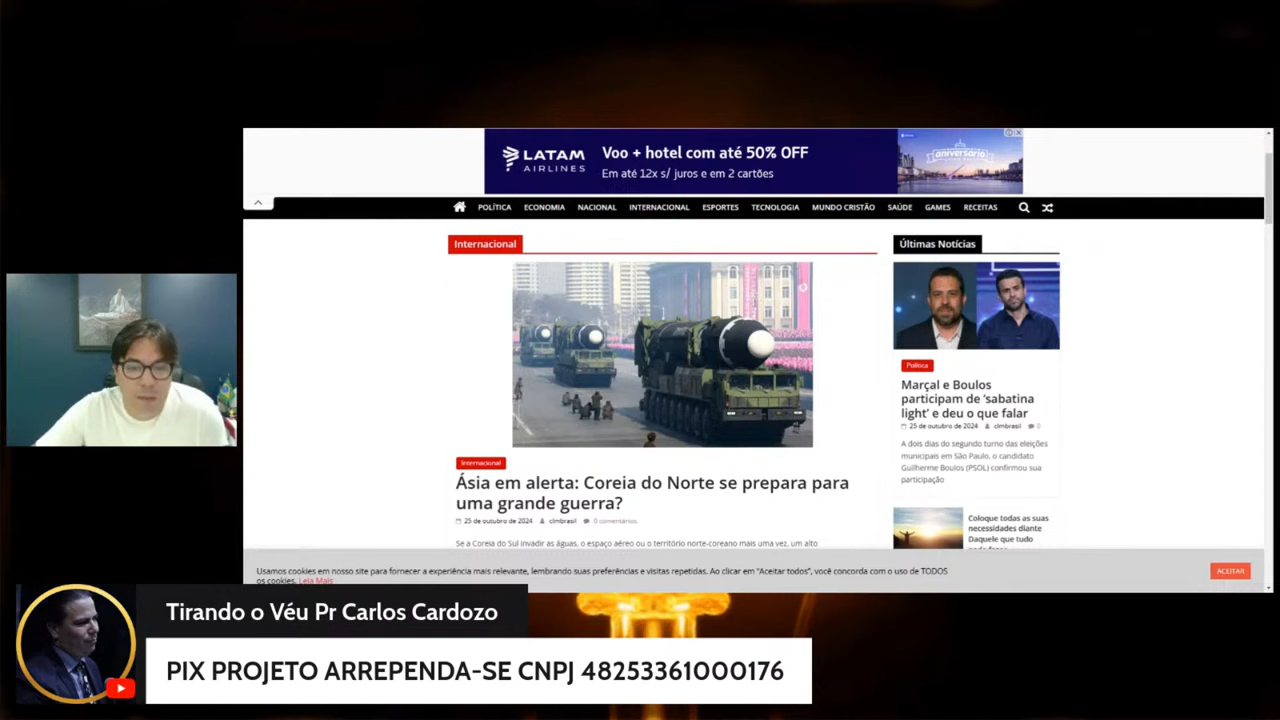 LATAM
AIRLINES
Voo + hotel com até 50% OFF
Em até 12x s/ juros e em 2 cartões
aniversário
POLÍTICA ECONOMIA NACIONAL INTERNACIONAL ESPORTES TECNOLOGIA MUNDO CRISTÃO SAÚDE GAMES RECEITAS
Internacional
Internacional
Ásia em alerta: Coreia do Norte se prepara para
uma grande guerra?
25 de outubro de 2024 clmbrasil 0 comentários
Se a Coreia do Sul invadir as águas, o espaço aéreo ou o território norte-coreano mais uma vez, um alto
Últimas Notícias
Política
Marçal e Boulos
participam de ‘sabatina
light’ e deu o que falar
25 de outubro de 2024 clmbrasil 0
A dois dias do segundo turno das eleições
municipais em São Paulo, o candidato
Guilherme Boulos (PSOL) confirmou sua
participação
Coloque todas as suas
necessidades diante
Daquele que tudo
Usamos cookies em nosso site para fornecer a experiência mais relevante, lembrando suas preferências e visitas repetidas. Ao clicar em “Aceitar todos”, você concorda com o uso de TODOS
os cookies. Leia Mais
ACEITAR
Tirando o Véu Pr Carlos Cardozo
PIX PROJETO ARREPENDA-SE CNPJ 48253361000176